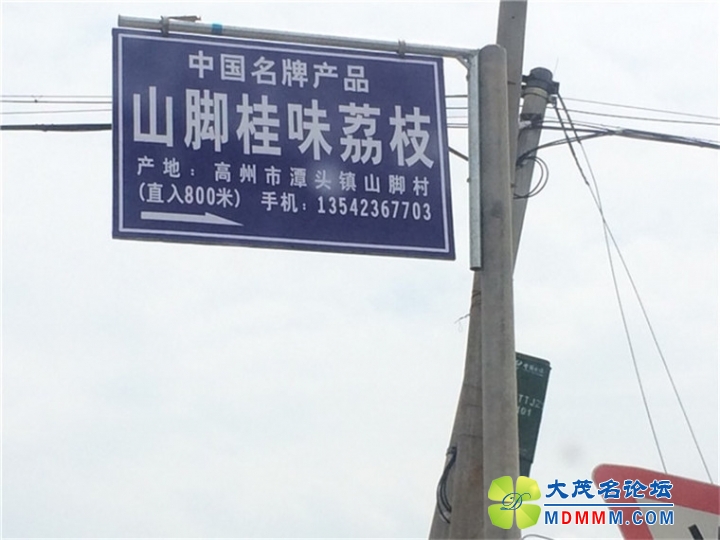 中国名牌产品
山脚桂味荔枝
产地：高州市潭头镇山脚村
(直入800米) 手机：13542367703
大茂名论坛
MDMMM.COM